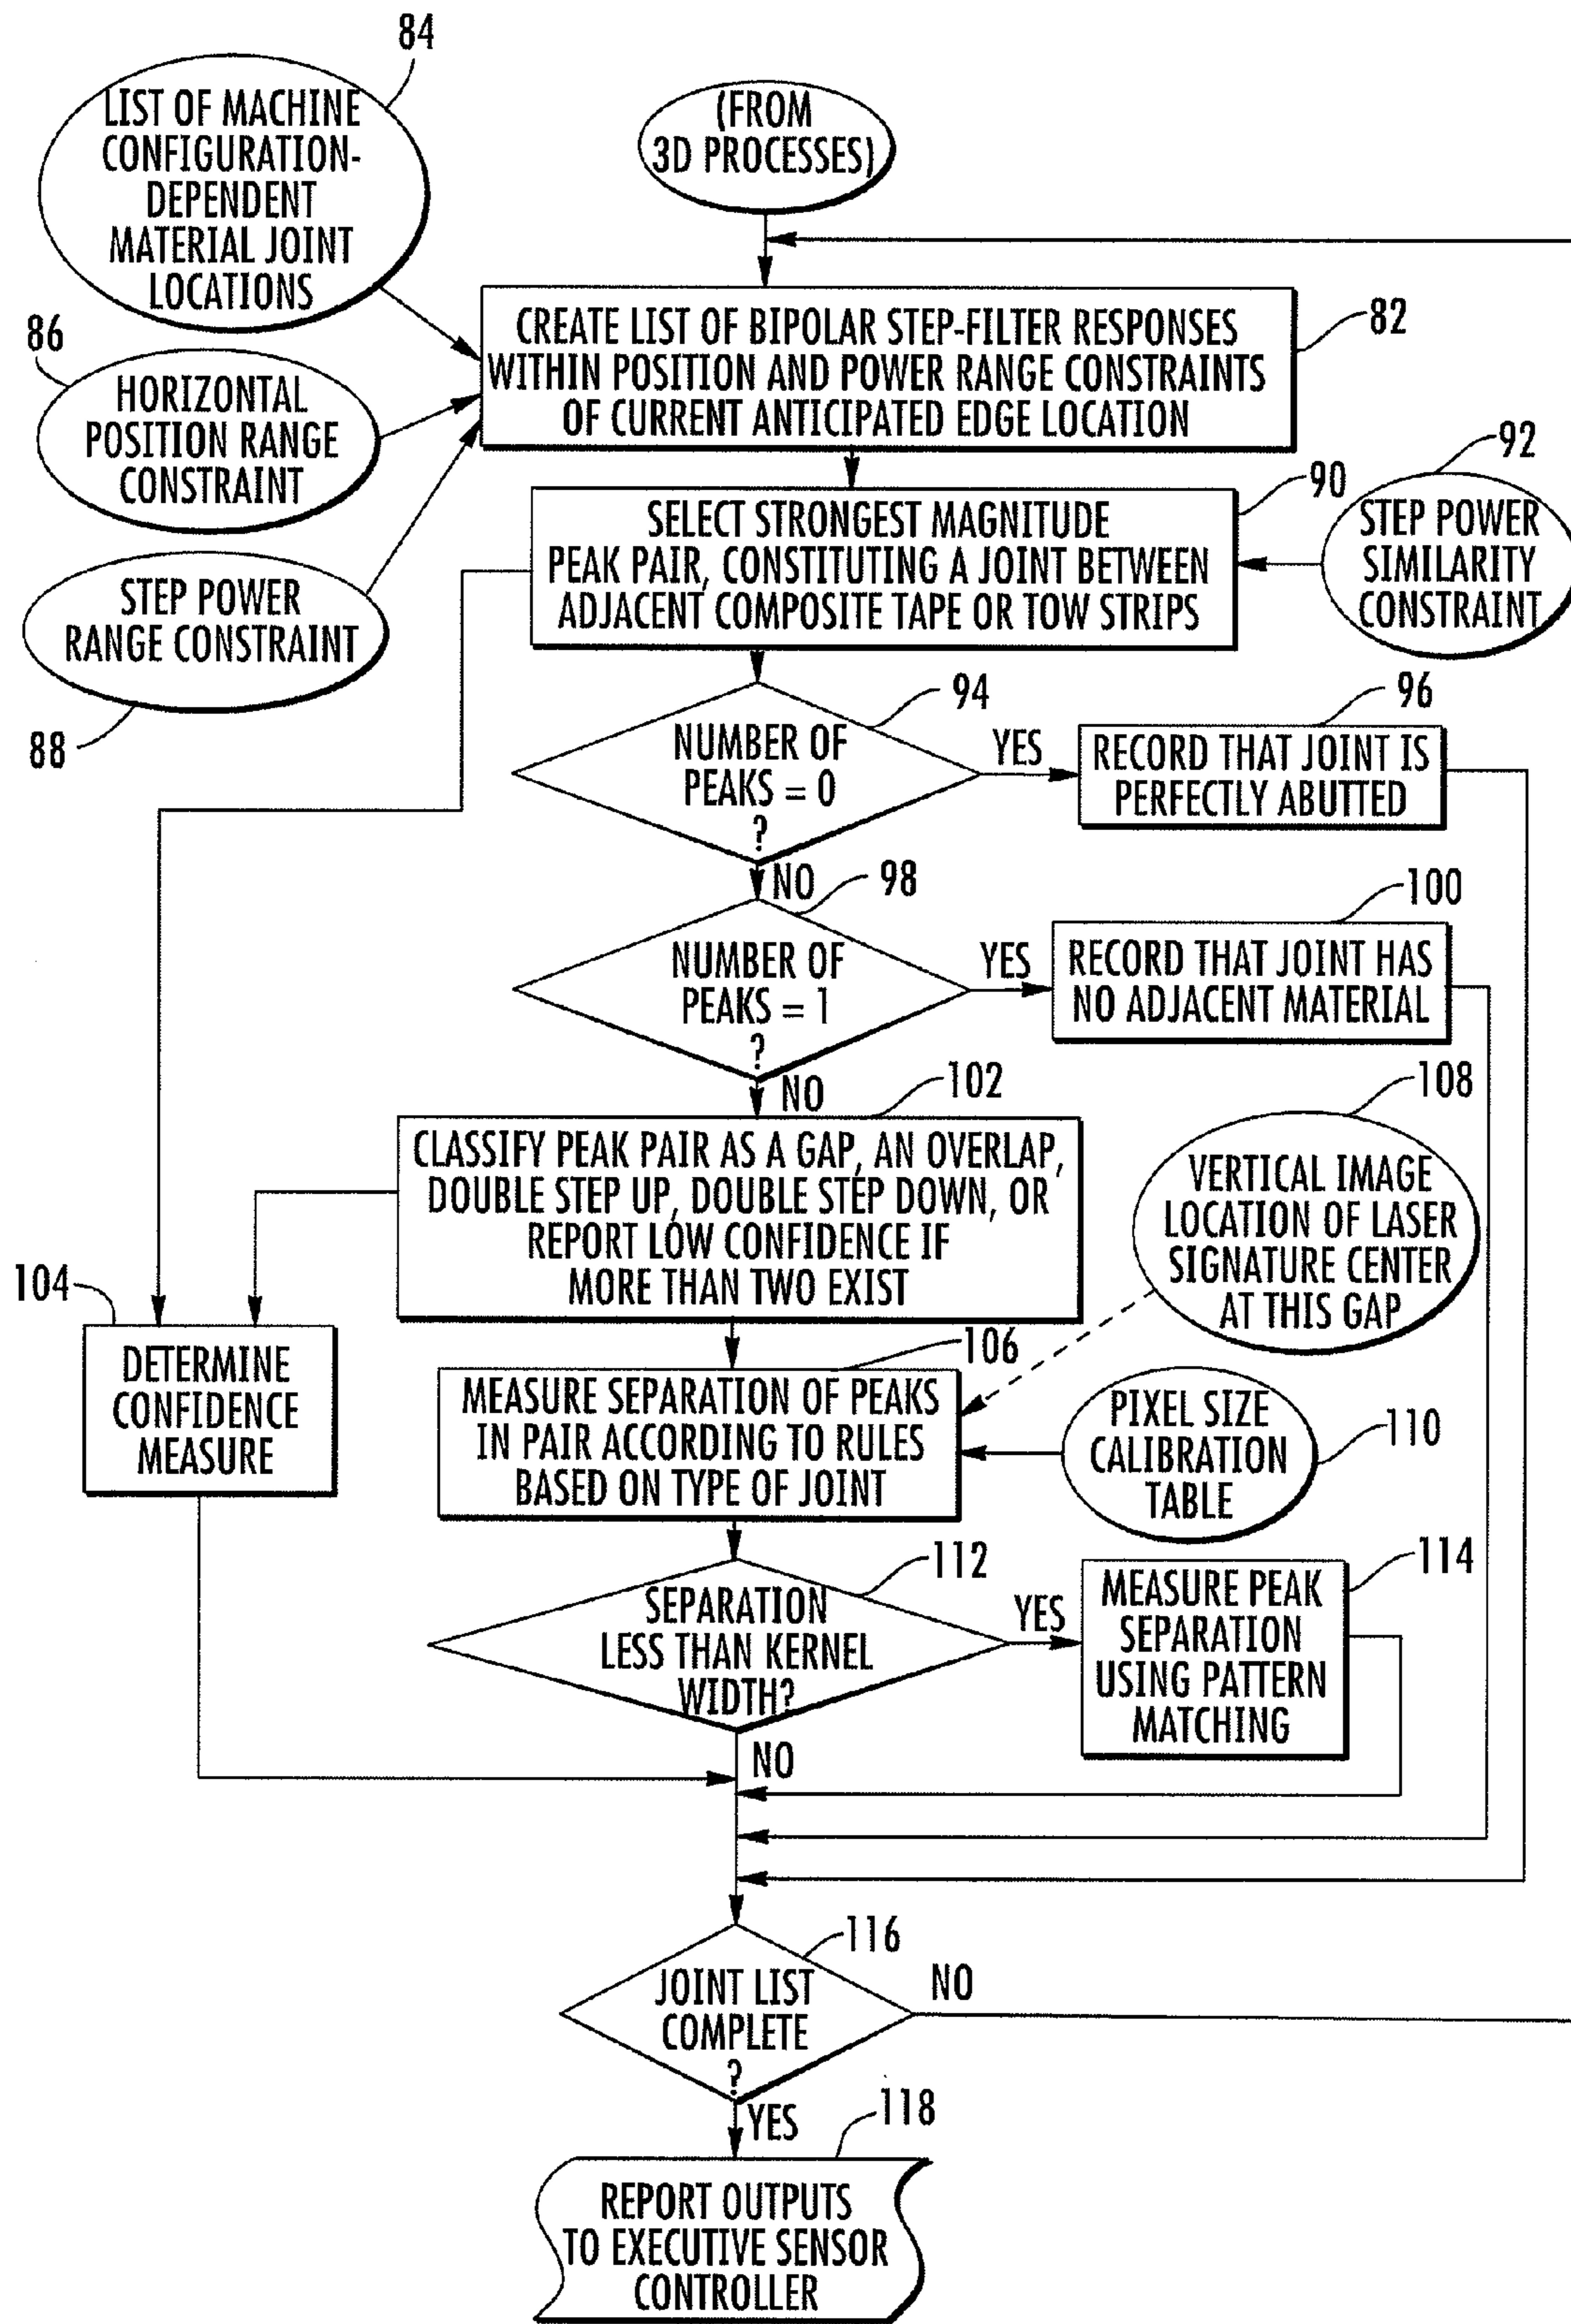 84
LIST OF MACHINE
CONFIGURATION-
DEPENDENT
MATERIAL JOINT
LOCATIONS
(FROM
3D PROCESSES)
86
HORIZONTAL
POSITION RANGE
CONSTRAINT
CREATE LIST OF BIPOLAR STEP-FILTER RESPONSES
WITHIN POSITION AND POWER RANGE CONSTRAINTS
OF CURRENT ANTICIPATED EDGE LOCATION
82
STEP POWER
RANGE CONSTRAINT
88
SELECT STRONGEST MAGNITUDE
PEAK PAIR, CONSTITUTING A JOINT BETWEEN
ADJACENT COMPOSITE TAPE OR TOW STRIPS
90
92
STEP POWER
SIMILARITY
CONSTRAINT
94
NUMBER OF
PEAKS = 0
?
YES
96
RECORD THAT JOINT IS
PERFECTLY ABUTTED
NO
98
NUMBER OF
PEAKS = 1
?
YES
100
RECORD THAT JOINT HAS
NO ADJACENT MATERIAL
NO
102
CLASSIFY PEAK PAIR AS A GAP, AN OVERLAP,
DOUBLE STEP UP, DOUBLE STEP DOWN, OR
REPORT LOW CONFIDENCE IF
MORE THAN TWO EXIST
108
VERTICAL IMAGE
LOCATION OF LASER
SIGNATURE CENTER
AT THIS GAP
104
DETERMINE
CONFIDENCE
MEASURE
106
MEASURE SEPARATION OF PEAKS
IN PAIR ACCORDING TO RULES
BASED ON TYPE OF JOINT
PIXEL SIZE
CALIBRATION
TABLE
110
112
SEPARATION
LESS THAN KERNEL
WIDTH?
YES
114
MEASURE PEAK
SEPARATION
USING PATTERN
MATCHING
NO
116
JOINT LIST
COMPLETE
?
NO
YES
118
REPORT OUTPUTS
TO EXECUTIVE SENSOR
CONTROLLER